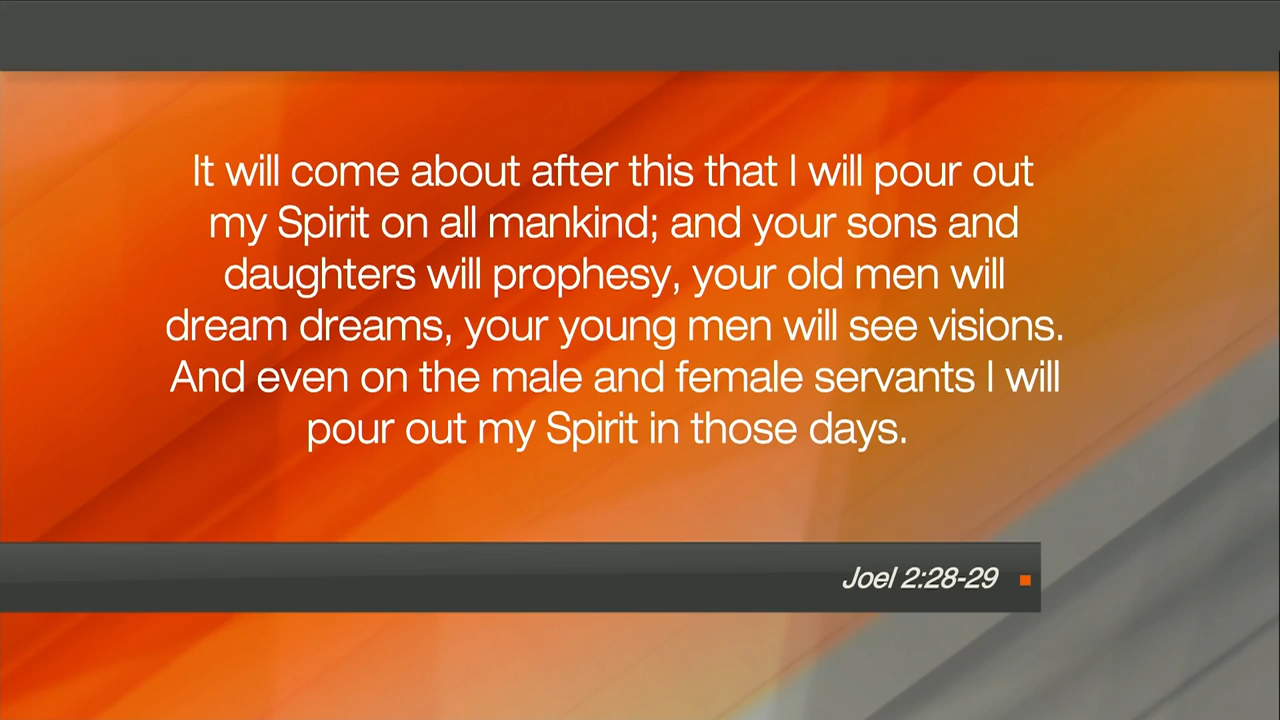 It will come about after this that I will pour out
my Spirit on all mankind; and your sons and
daughters will prophesy, your old men will
dream dreams, your young men will see visions.
And even on the male and female servants I will
pour out my Spirit in those days.
Joel 2:28-29